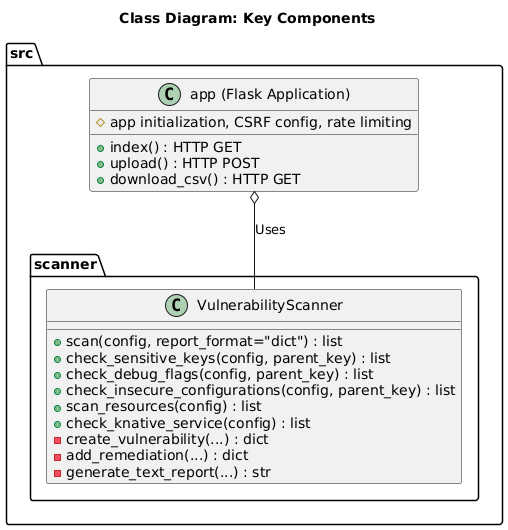 Class Diagram: Key Components
src
C app (Flask Application)
app initialization, CSRF config, rate limiting
index() : HTTP GET
upload() : HTTP POST
download_csv() : HTTP GET
Uses
scanner
C VulnerabilityScanner
scan(config, report_format="dict") : list
check_sensitive_keys(config, parent_key) : list
check_debug_flags(config, parent_key) : list
check_insecure_configurations(config, parent_key) : list
scan_resources(config) : list
check_knative_service(config) : list
create_vulnerability(...) : dict
add_remediation(...) : dict
generate_text_report(...) : str